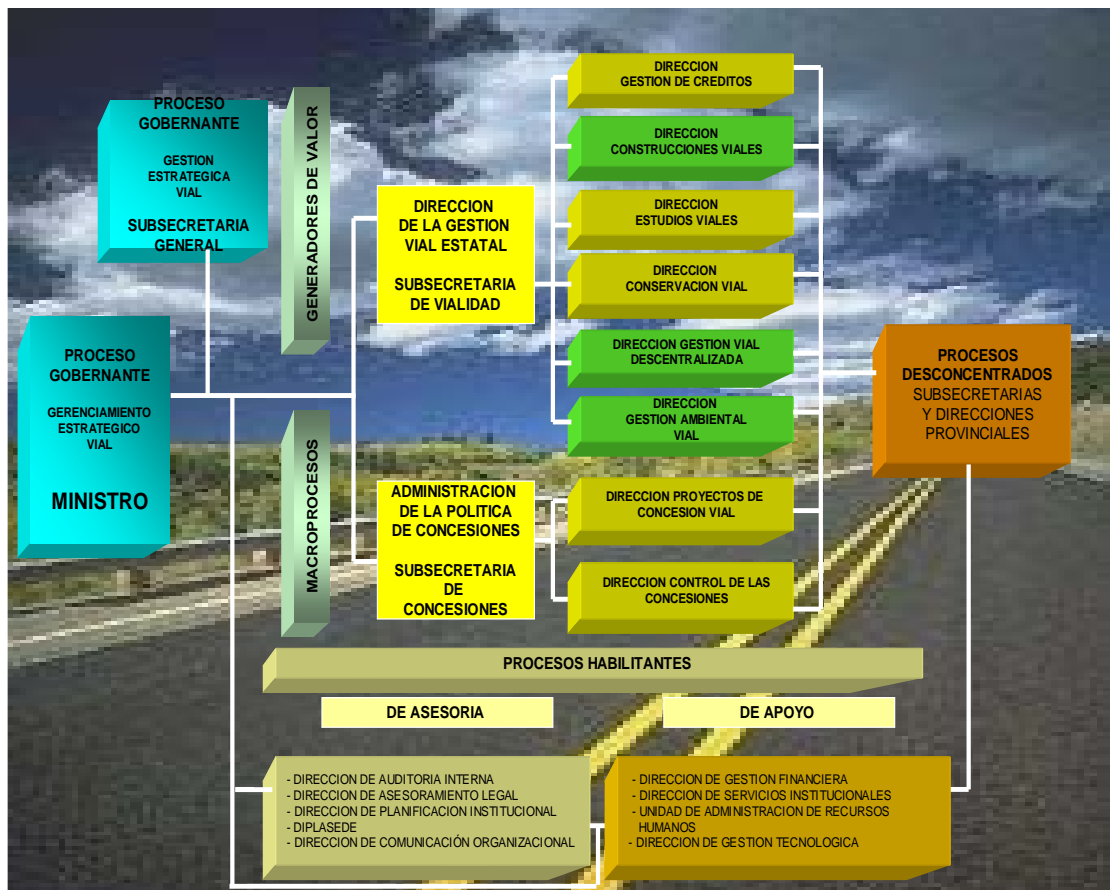 PROCESO
GOBERNANTE
GESTION
ESTRATEGICA
VIAL
SUBSECRETARIA
GENERAL
PROCESO
GOBERNANTE
GERENCIAMIENTO
ESTRATEGICO
VIAL
MINISTRO
GENERADORES DE VALOR
MACROPROCESOS
DIRECCION
DE LA GESTION
VIAL ESTATAL
SUBSECRETARIA
DE VIALIDAD
ADMINISTRACION
DE LA POLITICA
DE CONCESIONES
SUBSECRETARIA
DE
CONCESIONES
DIRECCION
GESTION DE CREDITOS
DIRECCION
CONSTRUCCIONES VIALES
DIRECCION
ESTUDIOS VIALES
DIRECCION
CONSERVACION VIAL
DIRECCION GESTION VIAL
DESCENTRALIZADA
DIRECCION
GESTION AMBIENTAL
VIAL
DIRECCION PROYECTOS DE
CONCESION VIAL
DIRECCION CONTROL DE LAS
CONCESIONES
PROCESOS
DESCONCENTRADOS
SUBSECRETARIAS
Y DIRECCIONES
PROVINCIALES
PROCESOS HABILITANTES
DE ASESORIA
DE APOYO
- DIRECCION DE AUDITORIA INTERNA
- DIRECCION DE ASESORAMIENTO LEGAL
- DIRECCION DE PLANIFICACION INSTITUCIONAL
- DIPLASEDE
- DIRECCION DE COMUNICACIÓN ORGANIZACIONAL
- DIRECCION DE GESTION FINANCIERA
- DIRECCION DE SERVICIOS INSTITUCIONALES
- UNIDAD DE ADMINISTRACION DE RECURSOS
HUMANOS
- DIRECCION DE GESTION TECNOLOGICA